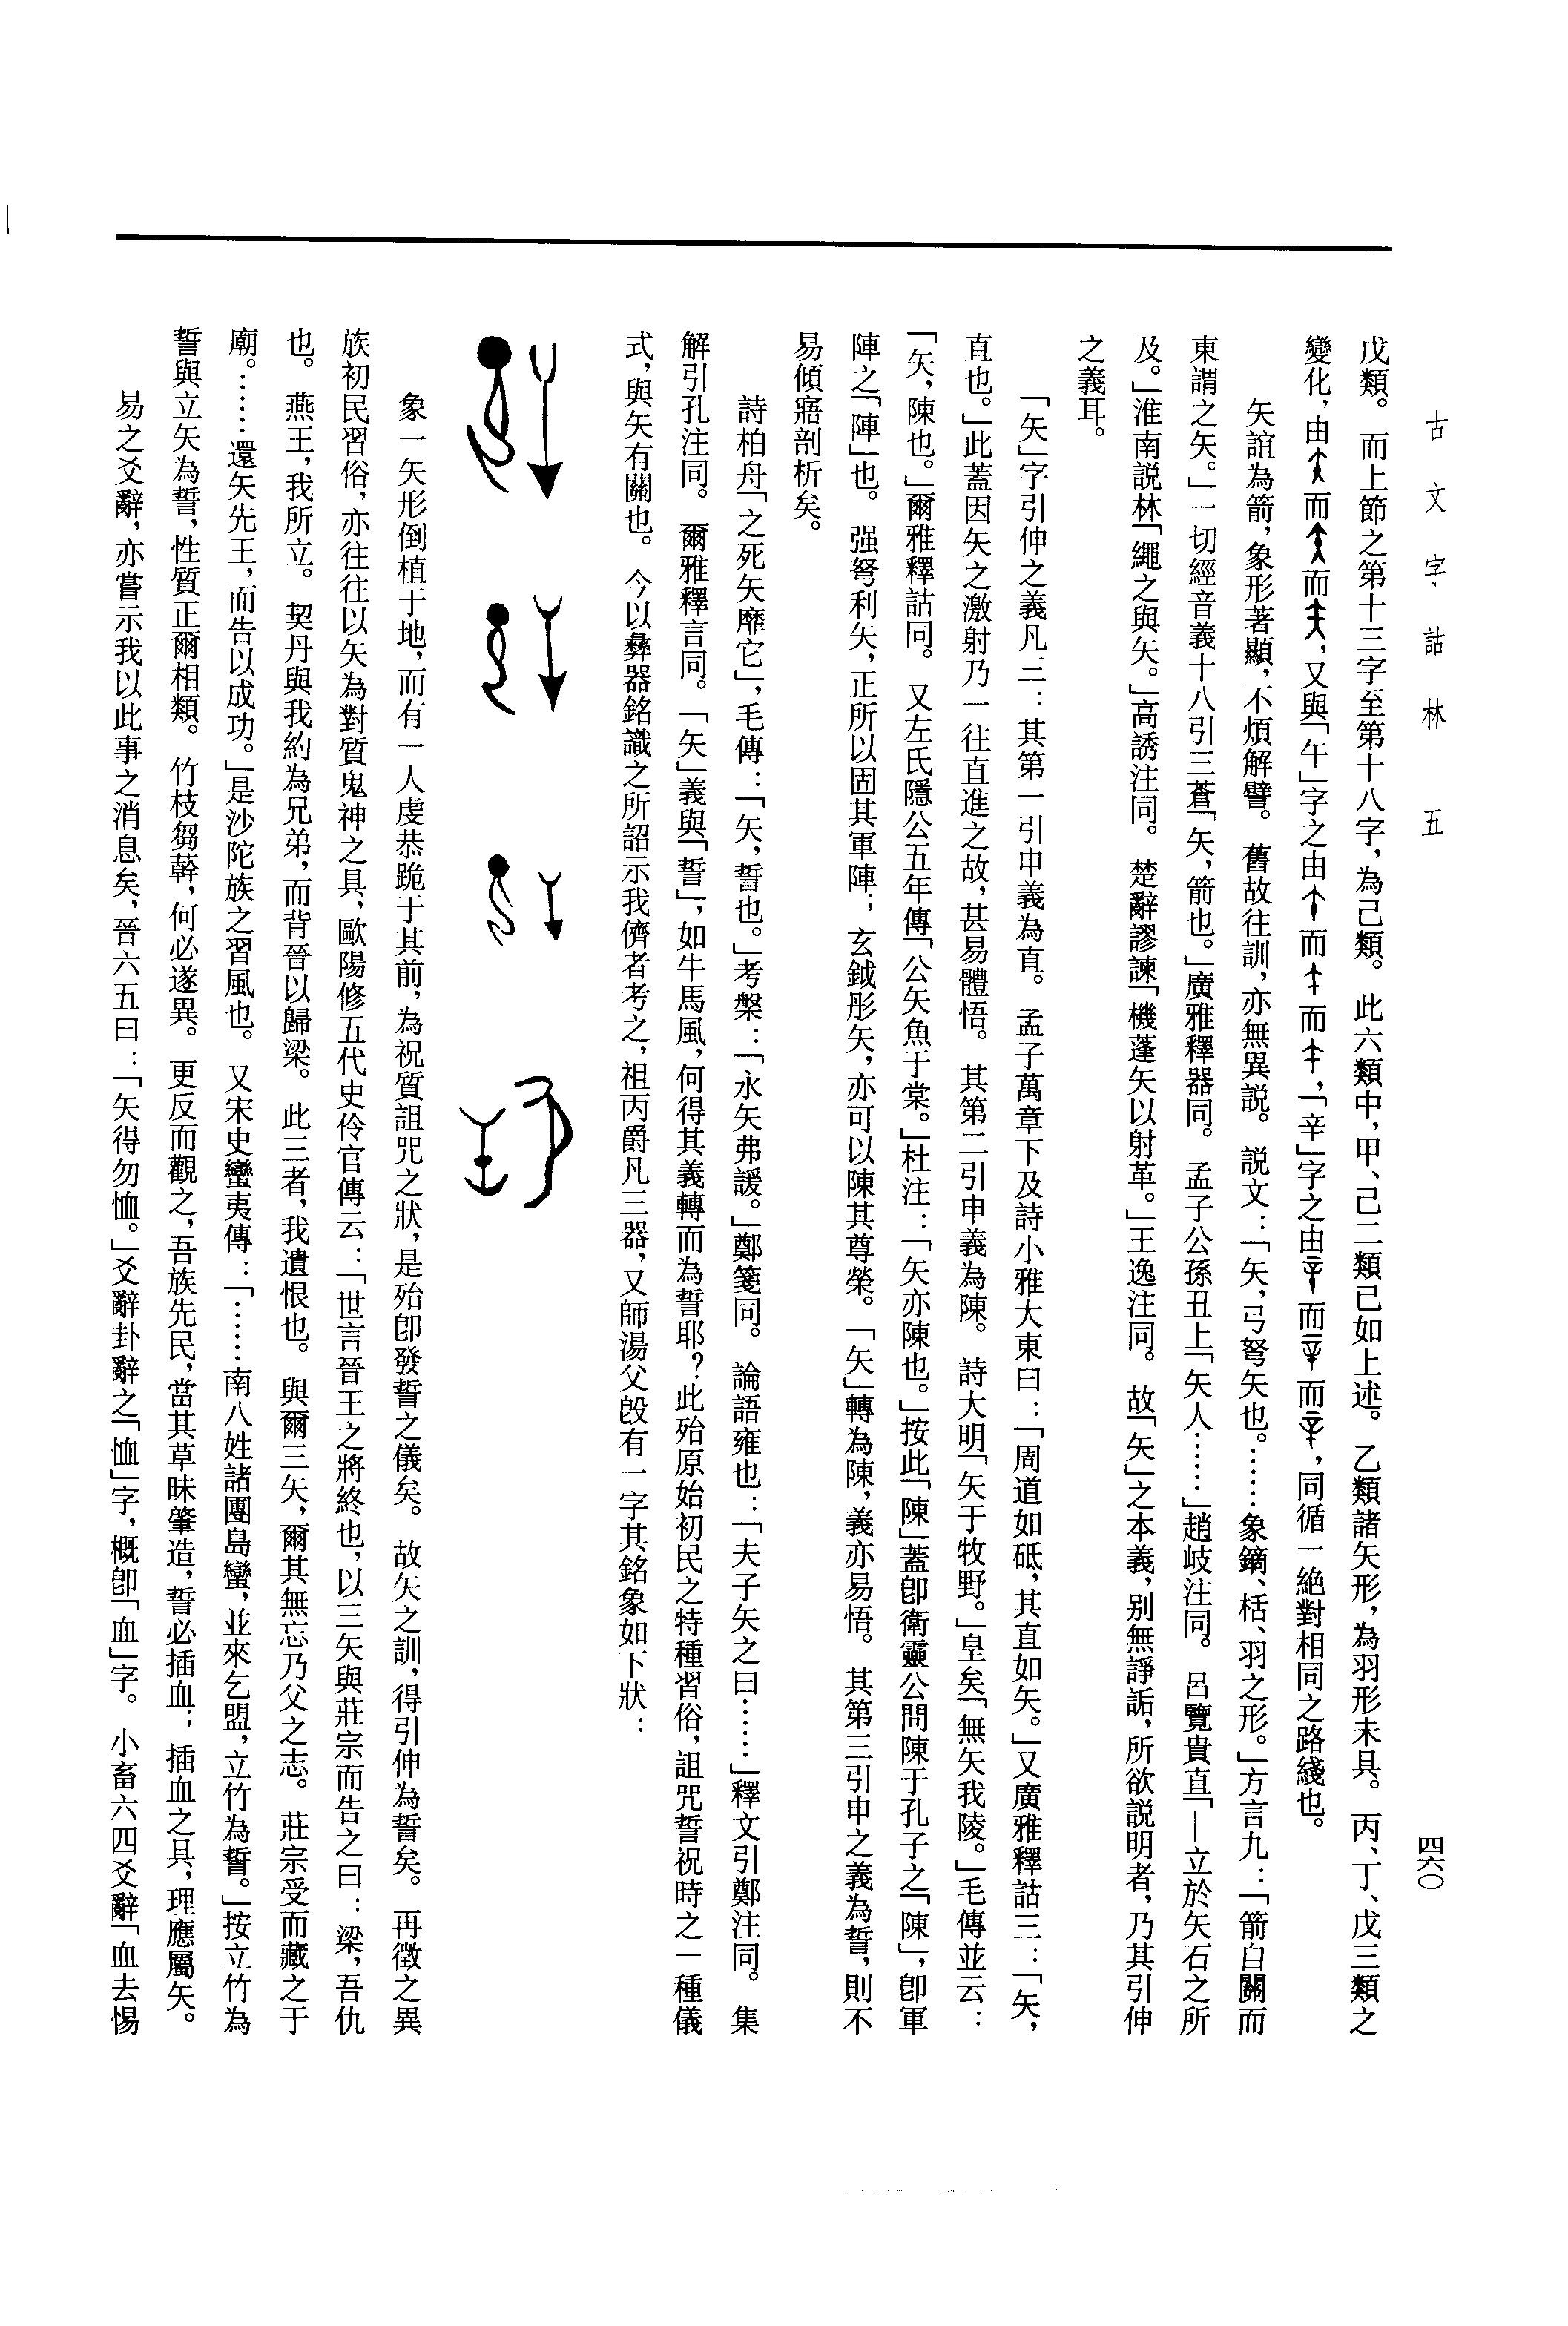 古文字詁林　五
四六〇
戊類。而上節之第十三字至第十八字，為己類。此六類中，甲、己二類已如上述。乙類諸矢形，為羽形未具。丙、丁、戊三類之
變化，由而而，又與「午」字之由而而，「辛」字之由而而，同循一絕對相同之路綫也。
矢誼為箭，象形著顯，不煩解譬。舊故往訓，亦無異説。説文：「矢，弓弩矢也。……象鏑、栝、羽之形。」方言九：「箭自關而
東謂之矢。」一切經音義十八引三蒼「矢，箭也。」廣雅釋器同。孟子公孫丑上「矢人……」趙岐注同。呂覽貴直「—立於矢石之所
及。」淮南説林「繩之與矢。」高誘注同。楚辭謬諫「機蓬矢以射革。」王逸注同。故「矢」之本義，別無諍詬，所欲説明者，乃其引伸
之義耳。
「矢」字引伸之義凡三：其第一引申義為直。孟子萬章下及詩小雅大東曰：「周道如砥，其直如矢。」又廣雅釋詁三：「矢，
直也。」此蓋因矢之激射乃一往直進之故，甚易體悟。其第二引申義為陳。詩大明「矢于牧野。」皇矣「無矢我陵。」毛傳並云：
「矢，陳也。」爾雅釋詁同。又左氏隱公五年傳「公矢魚于棠。」杜注：「矢亦陳也。」按此「陳」蓋卽衛靈公問陳于孔子之「陳」，卽軍
陣之「陣」也。强弩利矢，正所以固其軍陣；玄鉞彤矢，亦可以陳其尊榮。「矢」轉為陳，義亦易悟。其第三引申之義為誓，則不
易傾寤剖析矣。
詩柏舟「之死矢靡它」，毛傳：「矢，誓也。」考槃：「永矢弗諼。」鄭箋同。論語雍也：「夫子矢之曰……」釋文引鄭注同。集
解引孔注同。爾雅釋言同。「矢」義與「誓」，如牛馬風，何得其義轉而為誓耶？此殆原始初民之特種習俗，詛咒誓祝時之一種儀
式，與矢有關也。今以彝器銘識之所詔示我儕者考之，祖丙爵凡三器，又師湯父𣪘有一字其銘象如下狀：
象一矢形倒植于地，而有一人虔恭跪于其前，為祝質詛咒之狀，是殆卽發誓之儀矣。故矢之訓，得引伸為誓矣。再徵之異
族初民習俗，亦往往以矢為對質鬼神之具，歐陽修五代史伶官傳云：「世言晉王之將終也，以三矢與莊宗而告之曰：梁，吾仇
也。燕王，我所立。契丹與我約為兄弟，而背晉以歸梁。此三者，我遺恨也。與爾三矢，爾其無忘乃父之志。莊宗受而藏之于
廟。……還矢先王，而告以成功。」是沙陀族之習風也。又宋史蠻夷傳：「……南八姓諸團島蠻，並來乞盟，立竹為誓。」按立竹為
誓與立矢為誓，性質正爾相類。竹枝芻簳，何必遂異。更反而觀之，吾族先民，當其草昧肇造，誓必插血；插血之具，理應屬矢。
易之爻辭，亦嘗示我以此事之消息矣，晉六五曰：「矢得勿恤。」爻辭卦辭之「恤」字，概卽「血」字。小畜六四爻辭「血去惕